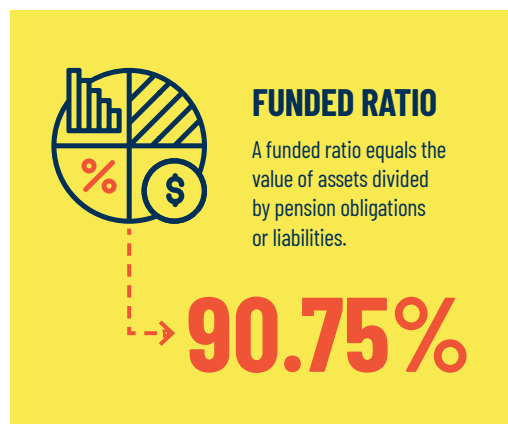 FUNDED RATIO
A funded ratio equals the
value of assets divided
by pension obligations
or liabilities.
%
$
90.75%